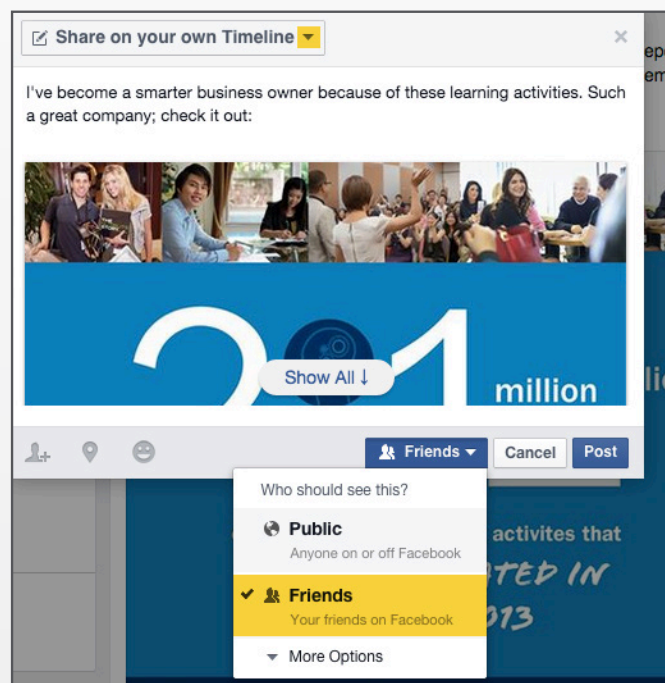 Share on your own Timeline
I've become a smarter business owner because of these learning activities. Such
a great company; check it out:
Show All ↓
million
Friends
Cancel
Post
Who should see this?
Public
Anyone on or off Facebook
activites that
Friends
Your friends on Facebook
IN
More Options